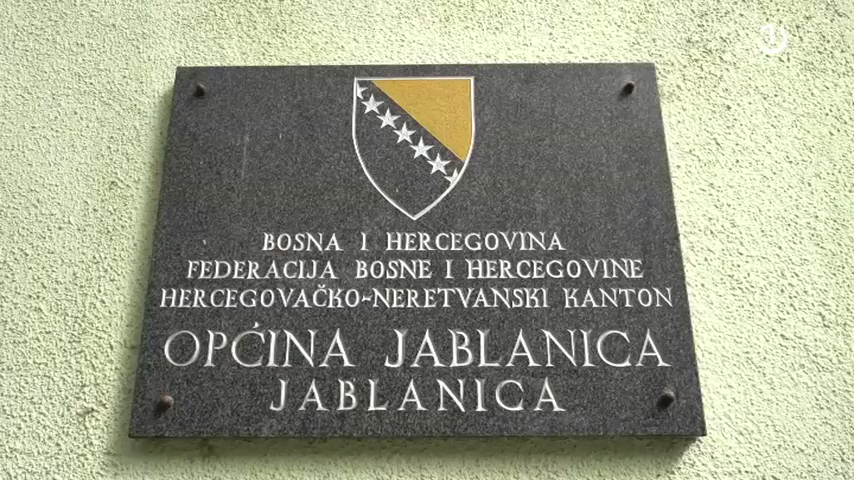 BOSNA I HERCEGOVINA
FEDERACIJA BOSNE I HERCEGOVINE
HERCEGOVAČKO-NERETVANSKI KANTON
OPĆINA JABLANICA
JABLANICA